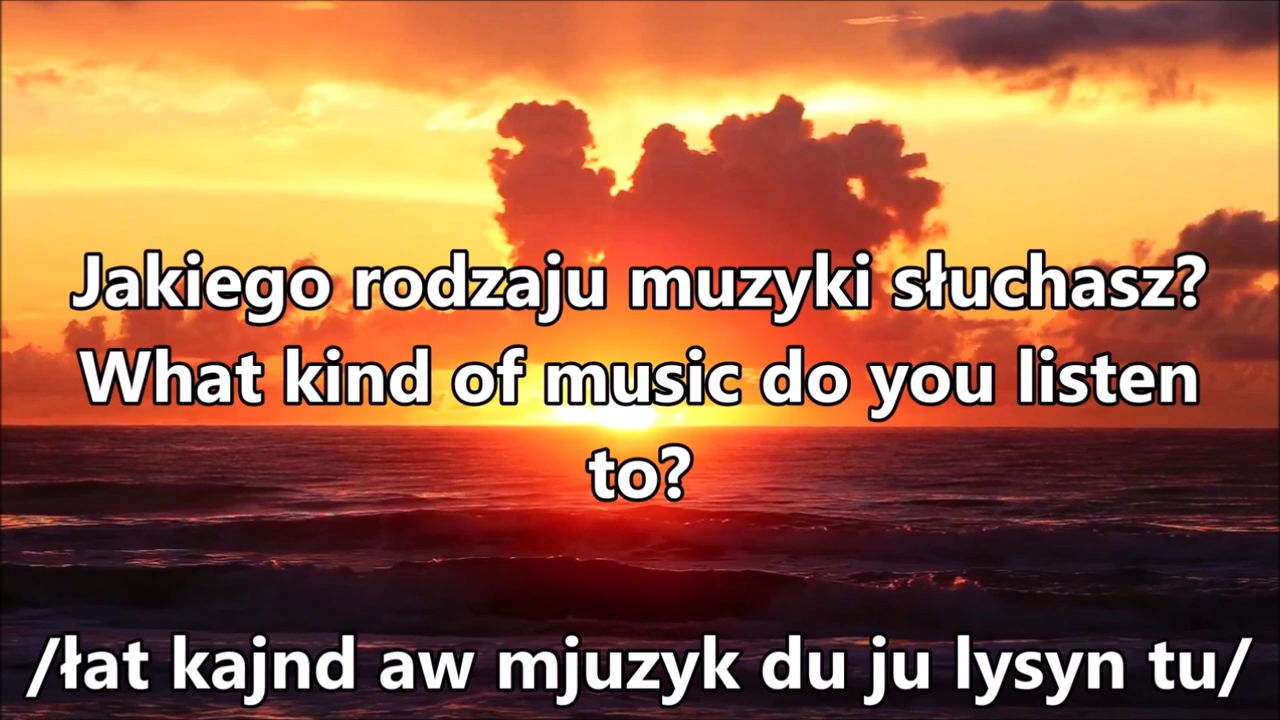 Jakiego rodzaju muzyki słuchasz?
What kind of music do you listen
to?
/łat kajnd aw mjuzyk du ju lysyn tu/